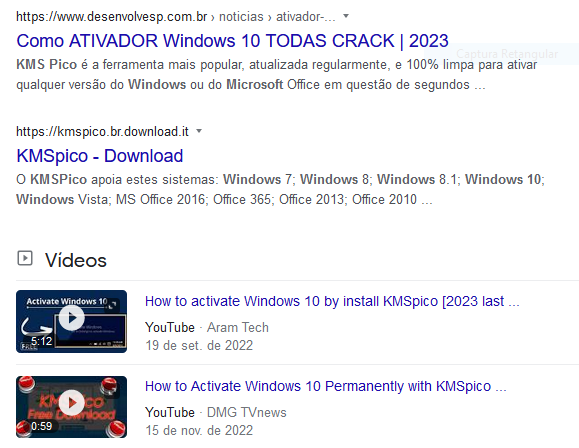 https://www.desenvolvesp.com.br › noticias › ativador-...
Como ATIVADOR Windows 10 TODAS CRACK | 2023
Captura Retangular
KMS Pico é a ferramenta mais popular, atualizada regularmente, e 100% limpa para ativar
qualquer versão do Windows ou do Microsoft Office em questão de segundos ...
https://kmspico.br.download.it
KMSpico - Download
O KMSPico apoia estes sistemas: Windows 7; Windows 8; Windows 8.1; Windows 10;
Windows Vista; MS Office 2016; Office 365; Office 2013; Office 2010 ...
Vídeos
Activate Windows 10
FREE
5:12
How to activate Windows 10 by install KMSpico [2023 last ...
YouTube · Aram Tech
19 de set. de 2022
KMSpico
Free Download
0:59
How to Activate Windows 10 Permanently with KMSpico ...
YouTube · DMG TVnews
15 de nov. de 2022